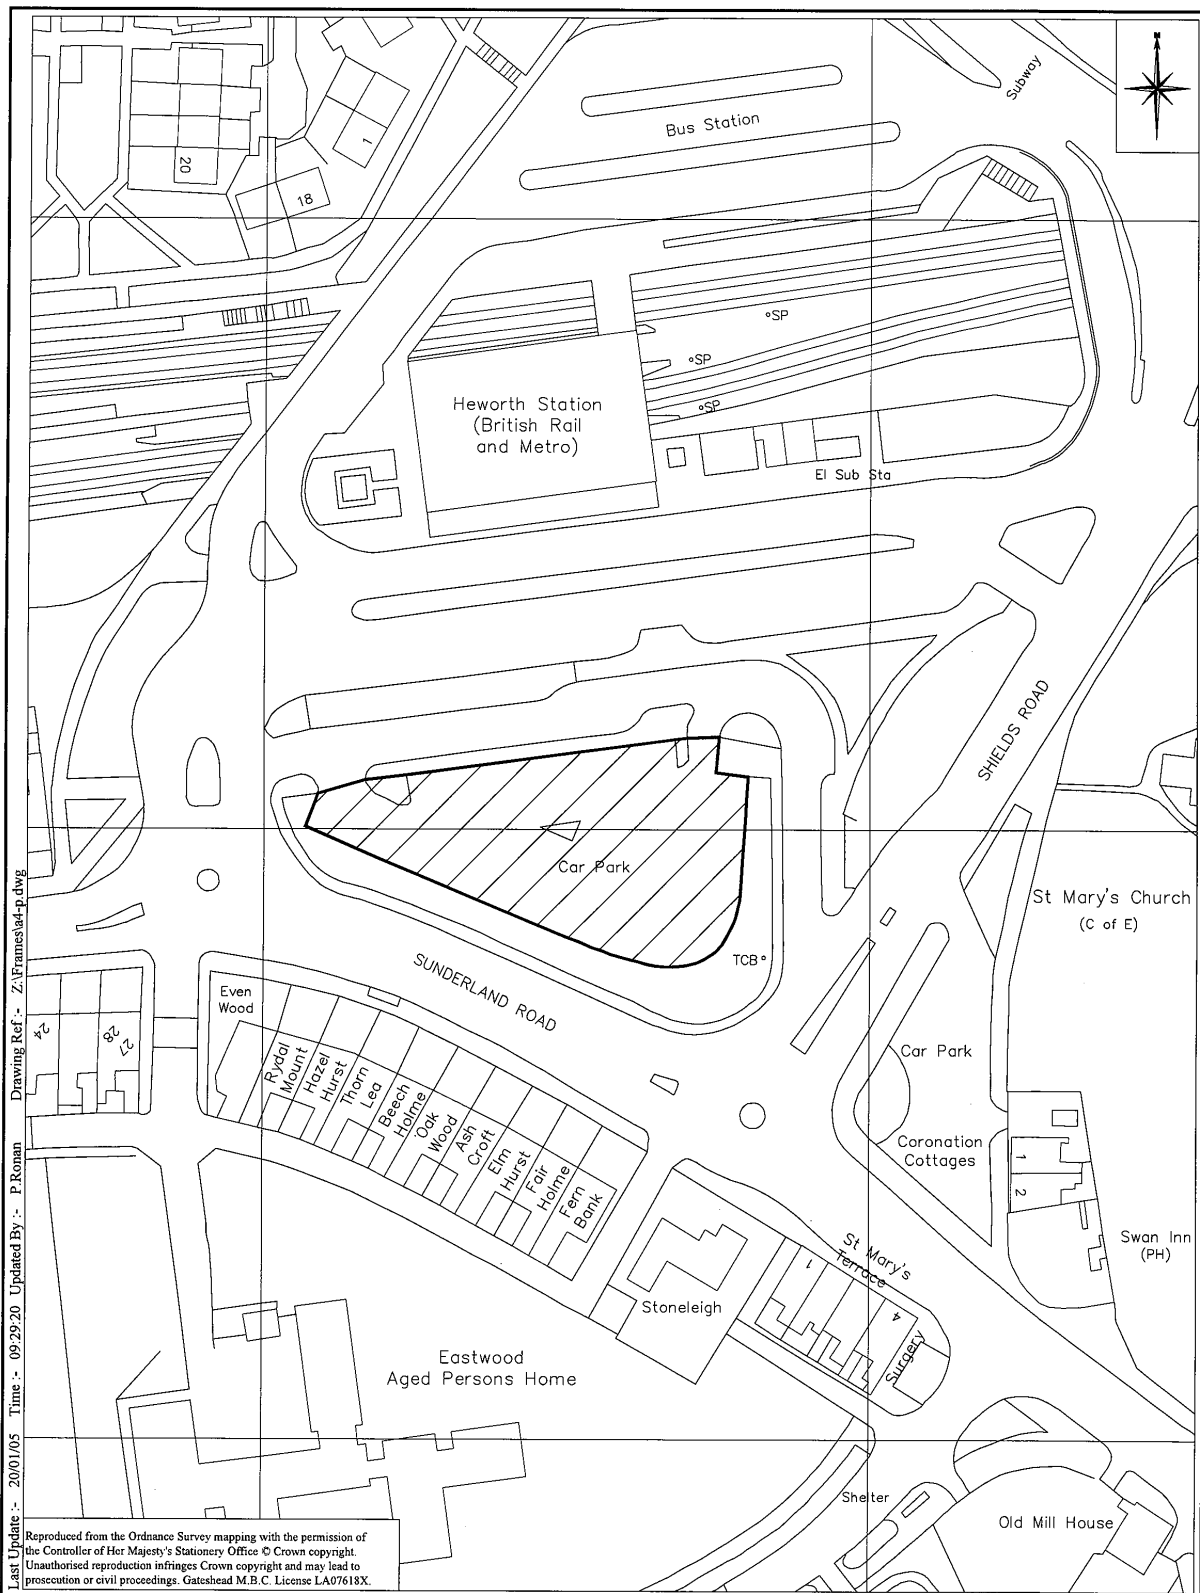 N
Subway
Bus Station
1
20
18
SP
SP
SP
Heworth Station
(British Rail
and Metro)
El Sub Sta
SHIELDS ROAD
Car Park
St Mary's Church
(C of E)
TCB
SUNDERLAND ROAD
Even
Wood
24
28
27
Rydal
Mount
Hazel
Hurst
Thorn
Lea
Beech
Holme
Oak
Wood
Ash
Croft
Elm
Hurst
Fair
Holme
Fern
Bank
Car Park
Coronation
Cottages
1
2
Swan Inn
(PH)
St Mary's
Terrace
1
4
Surgery
Stoneleigh
Eastwood
Aged Persons Home
Shelter
Old Mill House
Last Update :- 20/01/05 Time :- 09:29:20 Updated By :- P.Ronan Drawing Ref :- Z:\Frames\a4-p.dwg
Reproduced from the Ordnance Survey mapping with the permission of
the Controller of Her Majesty's Stationery Office © Crown copyright.
Unauthorised reproduction infringes Crown copyright and may lead to
prosecution or civil proceedings. Gateshead M.B.C. License LA07618X.